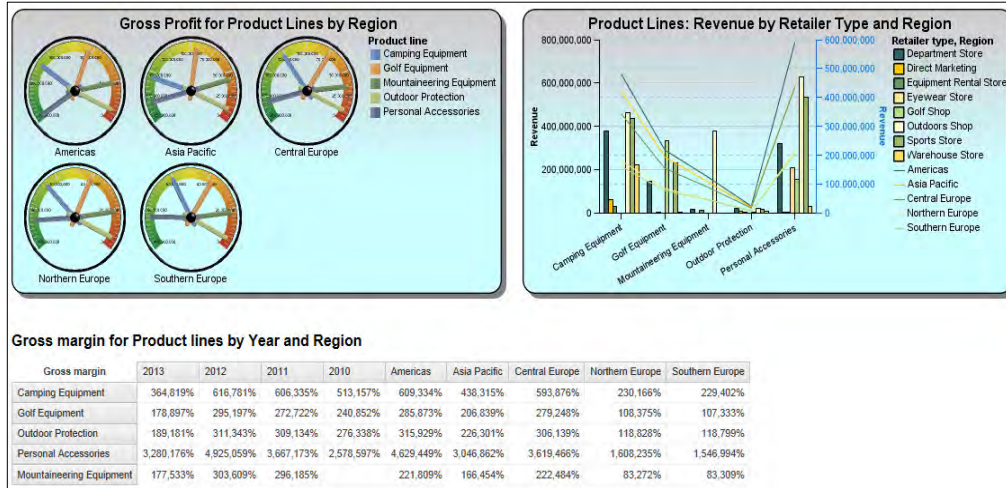 Gross Profit for Product Lines by Region
Product line
Camping Equipment
Golf Equipment
Mountaineering Equipment
Outdoor Protection
Personal Accessories
Americas
Asia Pacific
Central Europe
Northern Europe
Southern Europe
Product Lines: Revenue by Retailer Type and Region
800,000,000
600,000,000
400,000,000
200,000,000
0
Revenue
600,000,000
500,000,000
400,000,000
300,000,000
200,000,000
100,000,000
0
Revenue
Camping Equipment
Golf Equipment
Mountaineering Equipment
Outdoor Protection
Personal Accessories
Retailer type, Region
Department Store
Direct Marketing
Equipment Rental Store
Eyewear Store
Golf Shop
Outdoors Shop
Sports Store
Warehouse Store
Americas
Asia Pacific
Central Europe
Northern Europe
Southern Europe
Gross margin for Product lines by Year and Region
Gross margin 2013 2012 2011 2010 Americas Asia Pacific Central Europe Northern Europe Southern Europe
Camping Equipment 364,819% 616,781% 606,335% 513,157% 609,334% 438,315% 593,876% 230,166% 229,402%
Golf Equipment 178,897% 295,197% 272,722% 240,852% 285,873% 206,839% 279,248% 108,375% 107,333%
Outdoor Protection 189,181% 311,343% 309,134% 276,338% 315,929% 226,301% 306,139% 118,828% 118,799%
Personal Accessories 3,280,176% 4,925,059% 3,667,173% 2,578,597% 4,629,449% 3,046,862% 3,619,466% 1,608,235% 1,546,994%
Mountaineering Equipment 177,533% 303,609% 296,185% 221,809% 166,454% 222,484% 83,272% 83,309%